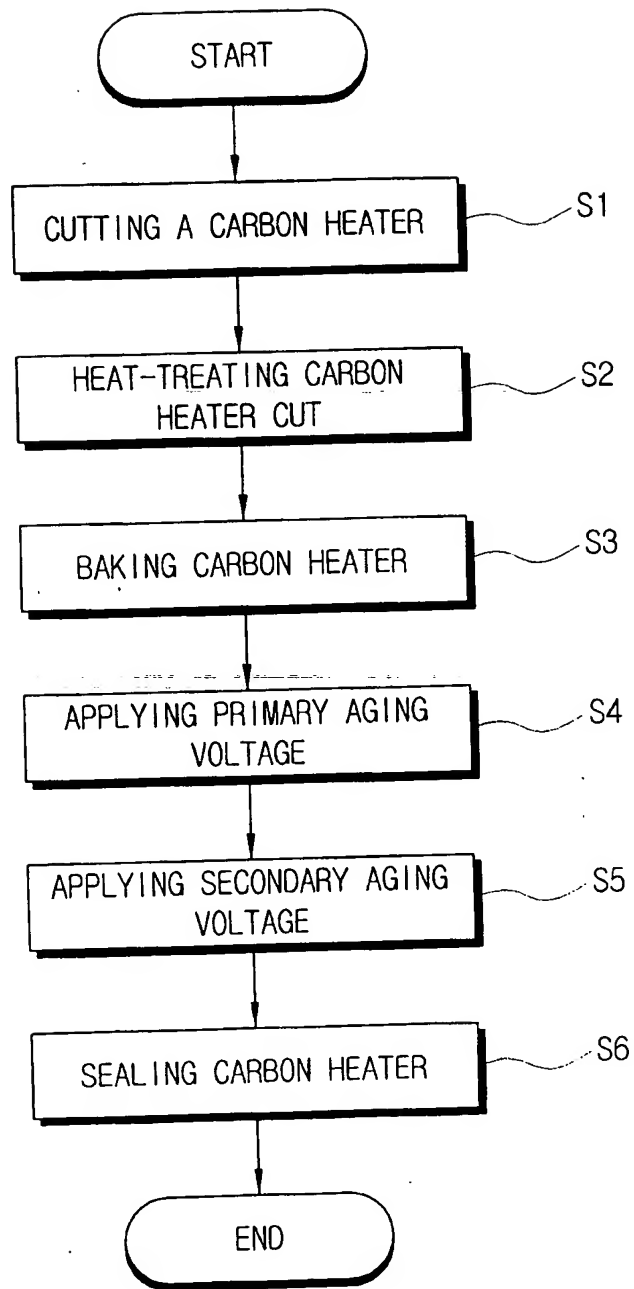 START
CUTTING A CARBON HEATER
S1
HEAT-TREATING CARBON
HEATER CUT
S2
BAKING CARBON HEATER
S3
APPLYING PRIMARY AGING
VOLTAGE
S4
APPLYING SECONDARY AGING
VOLTAGE
S5
SEALING CARBON HEATER
S6
END